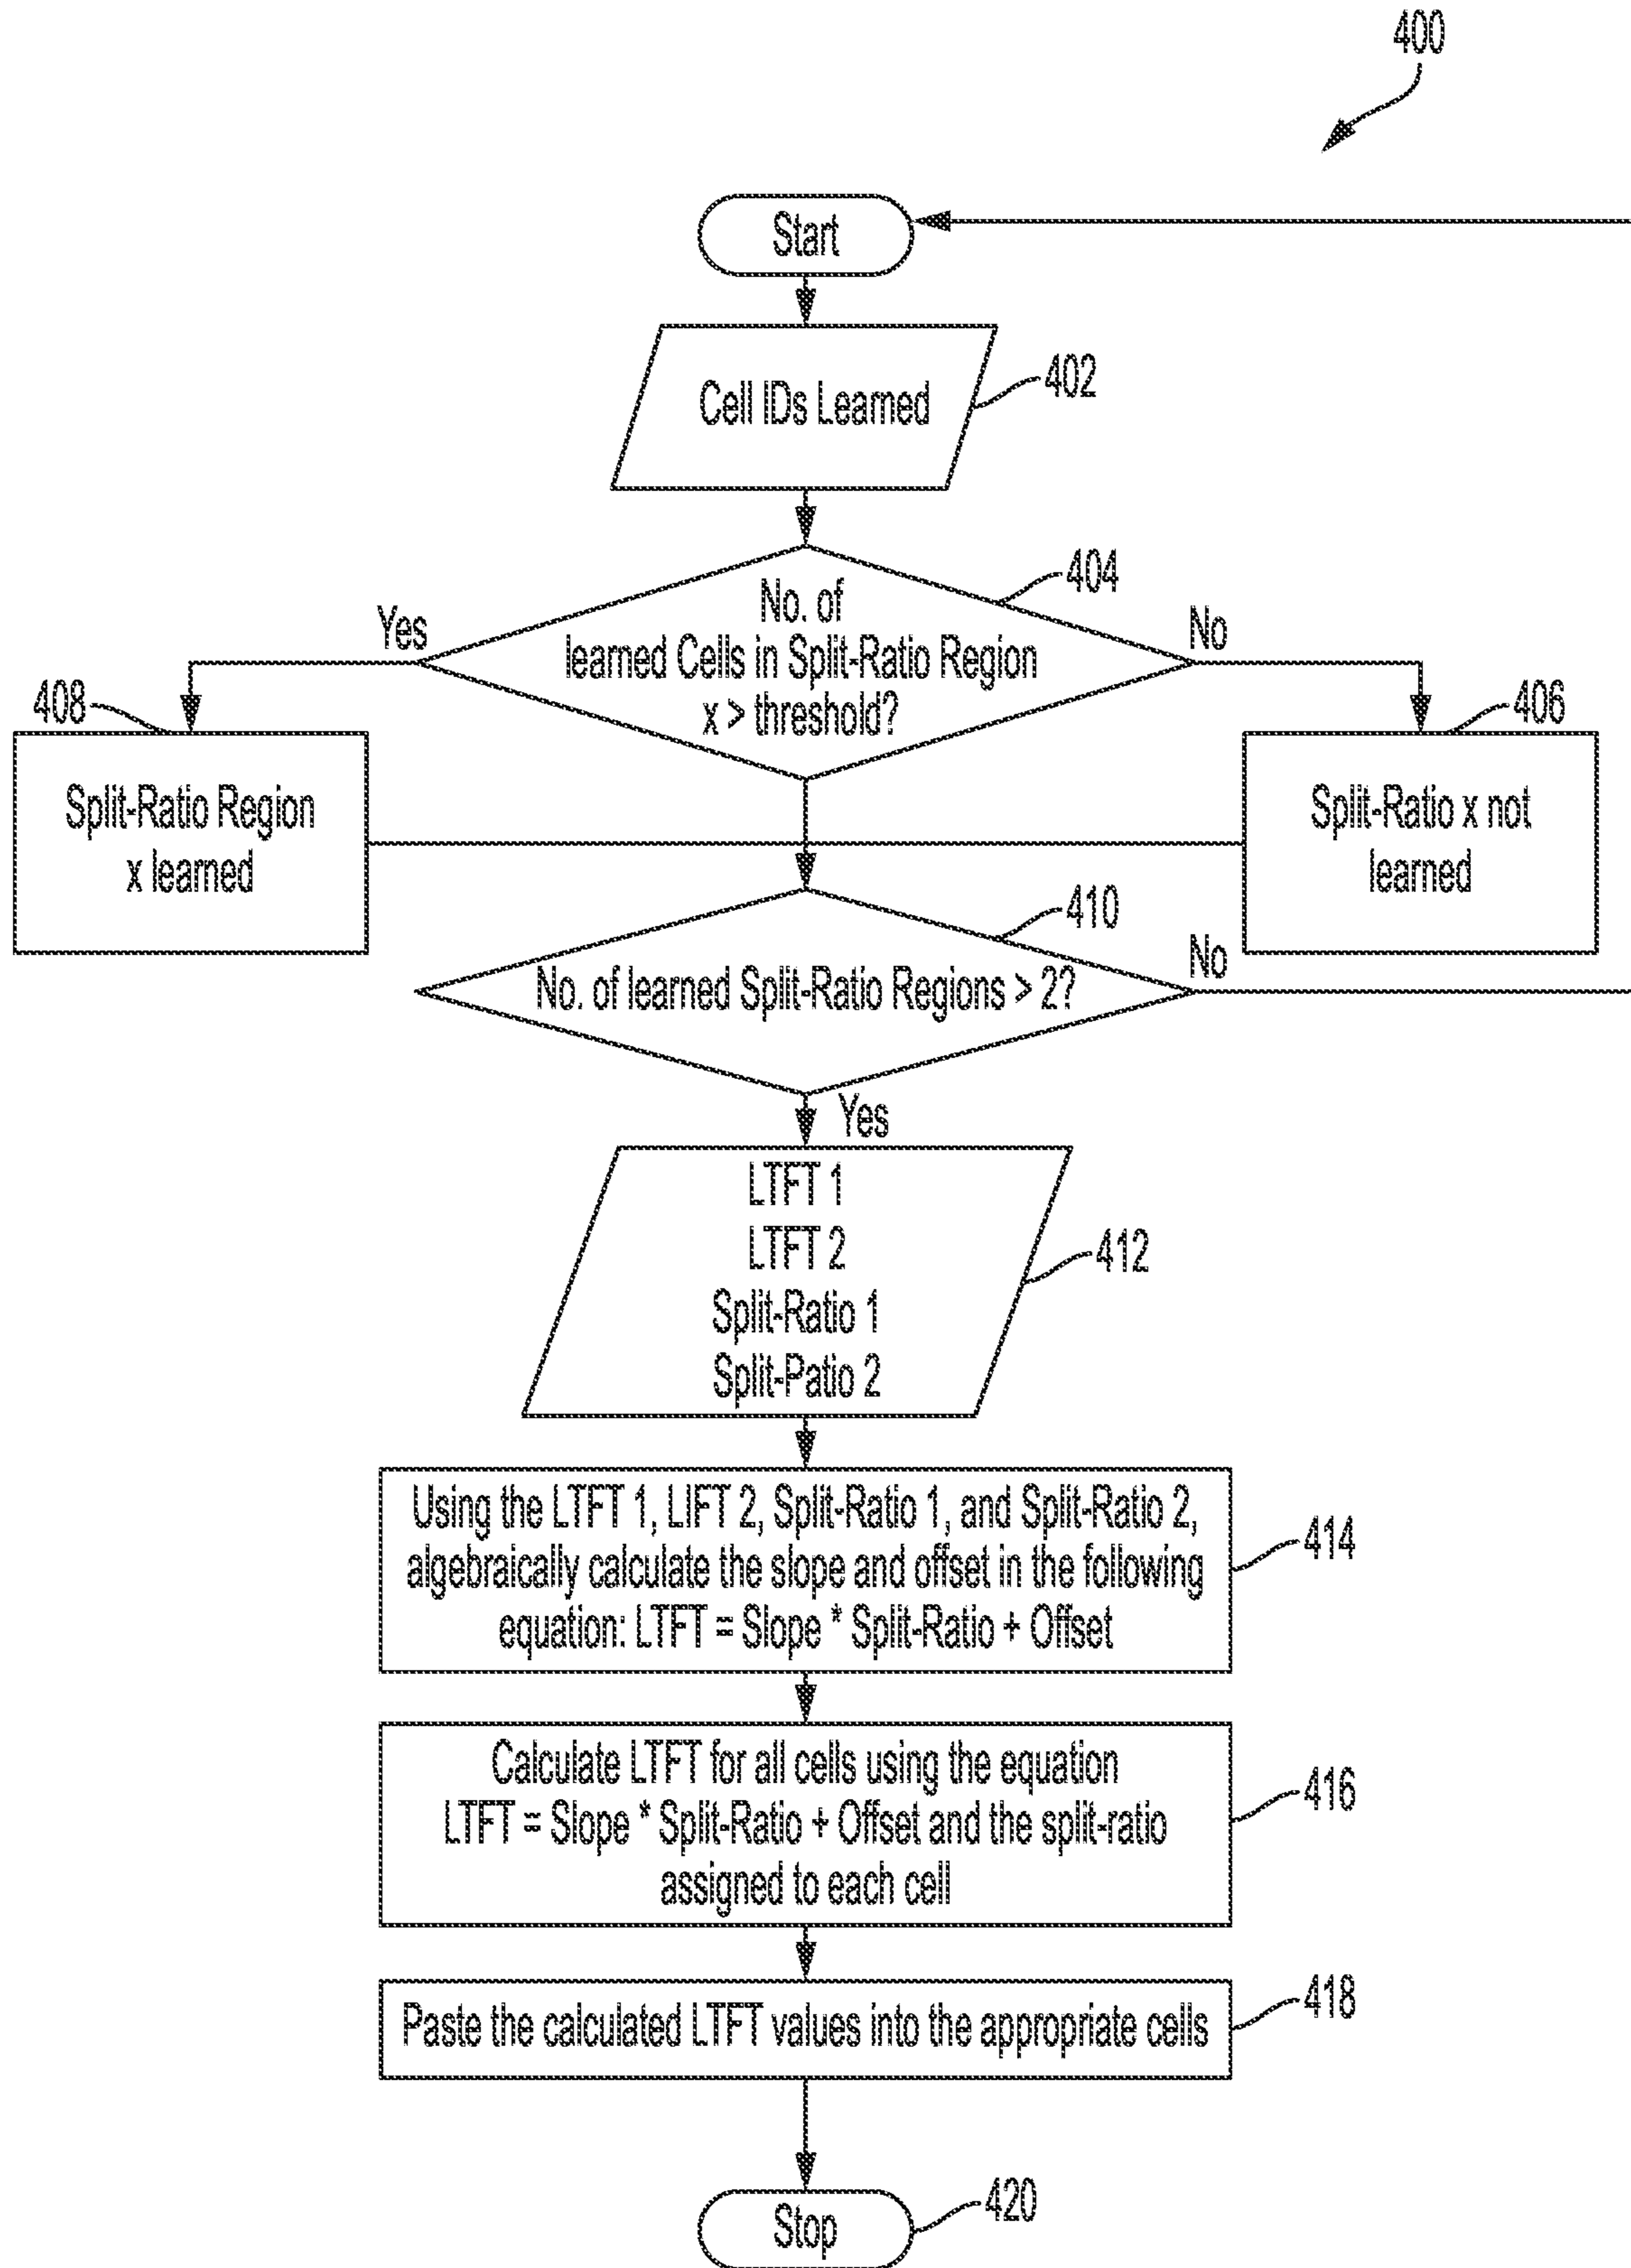 400
Start
Cell IDs Learned
402
No. of
learned Cells in Split-Ratio Region
x > threshold?
404
Yes
No
408
Split-Ratio Region
x learned
406
Split-Ratio x not
learned
410
No. of learned Split-Ratio Regions > 2?
No
Yes
LTFT 1
LTFT 2
Split-Ratio 1
Split-Patio 2
412
Using the LTFT 1, LIFT 2, Split-Ratio 1, and Split-Ratio 2,
algebraically calculate the slope and offset in the following
equation: LTFT = Slope * Split-Ratio + Offset
414
Calculate LTFT for all cells using the equation
LTFT = Slope * Split-Ratio + Offset and the split-ratio
assigned to each cell
416
Paste the calculated LTFT values into the appropriate cells
418
Stop
420